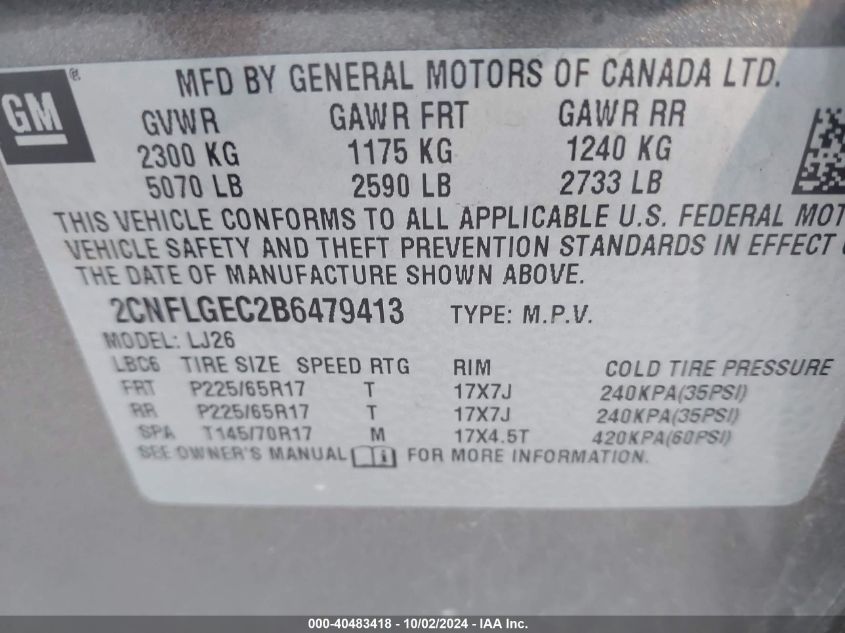 GM ® MFD BY GENERAL MOTORS OF CANADA LTD.
GVWR GAWR FRT GAWR RR
2300 KG 1175 KG 1240 KG
5070 LB 2590 LB 2733 LB
THIS VEHICLE CONFORMS TO ALL APPLICABLE U.S. FEDERAL MOT
VEHICLE SAFETY AND THEFT PREVENTION STANDARDS IN EFFECT
THE DATE OF MANUFACTURE SHOWN ABOVE.
2CNFLGEC2B6479413 TYPE: M.P.V.
MODEL: LJ26
LBC6 TIRE SIZE SPEED RTG RIM COLD TIRE PRESSURE
FRT P225/65R17 T 17X7J 240KPA(35PSI)
RR P225/65R17 T 17X7J 240KPA(35PSI)
SPA T145/70R17 M 17X4.5T 420KPA(60PSI)
SEE OWNER'S MANUAL i FOR MORE INFORMATION.
000-40483418 - 10/02/2024 - IAA Inc.